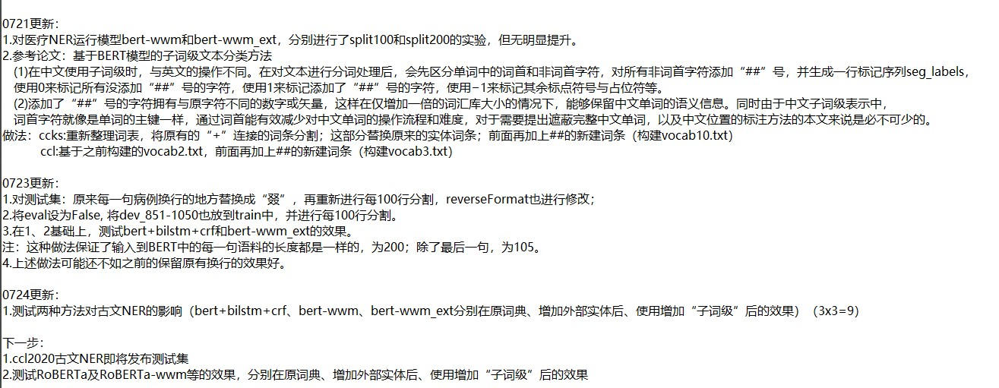 0721更新：
1.对医疗NER运行模型bert-wwm和bert-wwm_ext，分别进行了split100和split200的实验，但无明显提升。
2.参考论文：基于BERT模型的子词级文本分类方法
(1)在中文使用子词级时，与英文的操作不同。在对文本进行分词处理后，会先区分单词中的词首和非词首字符，对所有非词首字符添加“##”号，并生成一行标记序列seg_labels，
使用0来标记所有没添加“##”号的字符，使用1来标记添加了“##”号的字符，使用−1来标记其余标点符号与占位符等。
(2)添加了“##”号的字符拥有与原字符不同的数字或矢量，这样在仅增加一倍的词汇库大小的情况下，能够保留中文单词的语义信息。同时由于中文子词级表示中，
词首字符就像是单词的主键一样，通过词首能有效减少对中文单词的操作流程和难度，对于需要提出遮蔽完整中文单词，以及中文位置的标注方法的本文来说是必不可少的。
做法：ccks:重新整理词表，将原有的“+”连接的词条分割；这部分替换原来的实体词条；前面再加上##的新建词条（构建vocab10.txt）
ccl:基于之前构建的vocab2.txt，前面再加上##的新建词条（构建vocab3.txt）
0723更新：
1.对测试集：原来每一句病例换行的地方替换成“叕”，再重新进行每100行分割，reverseFormat也进行修改；
2.将eval设为False, 将dev_851-1050也放到train中，并进行每100行分割。
3.在1、2基础上，测试bert+bilstm+crf和bert-wwm_ext的效果。
注：这种做法保证了输入到BERT中的每一句语料的长度都是一样的，为200；除了最后一句，为105。
4.上述做法可能还不如之前的保留原有换行的效果好。
0724更新：
1.测试两种方法对古文NER的影响（bert+bilstm+crf、bert-wwm、bert-wwm_ext分别在原词典、增加外部实体后、使用增加“子词级”后的效果）（3x3=9）
下一步：
1.ccl2020古文NER即将发布测试集
2.测试RoBERTa及RoBERTa-wwm等的效果，分别在原词典、增加外部实体后、使用增加“子词级”后的效果